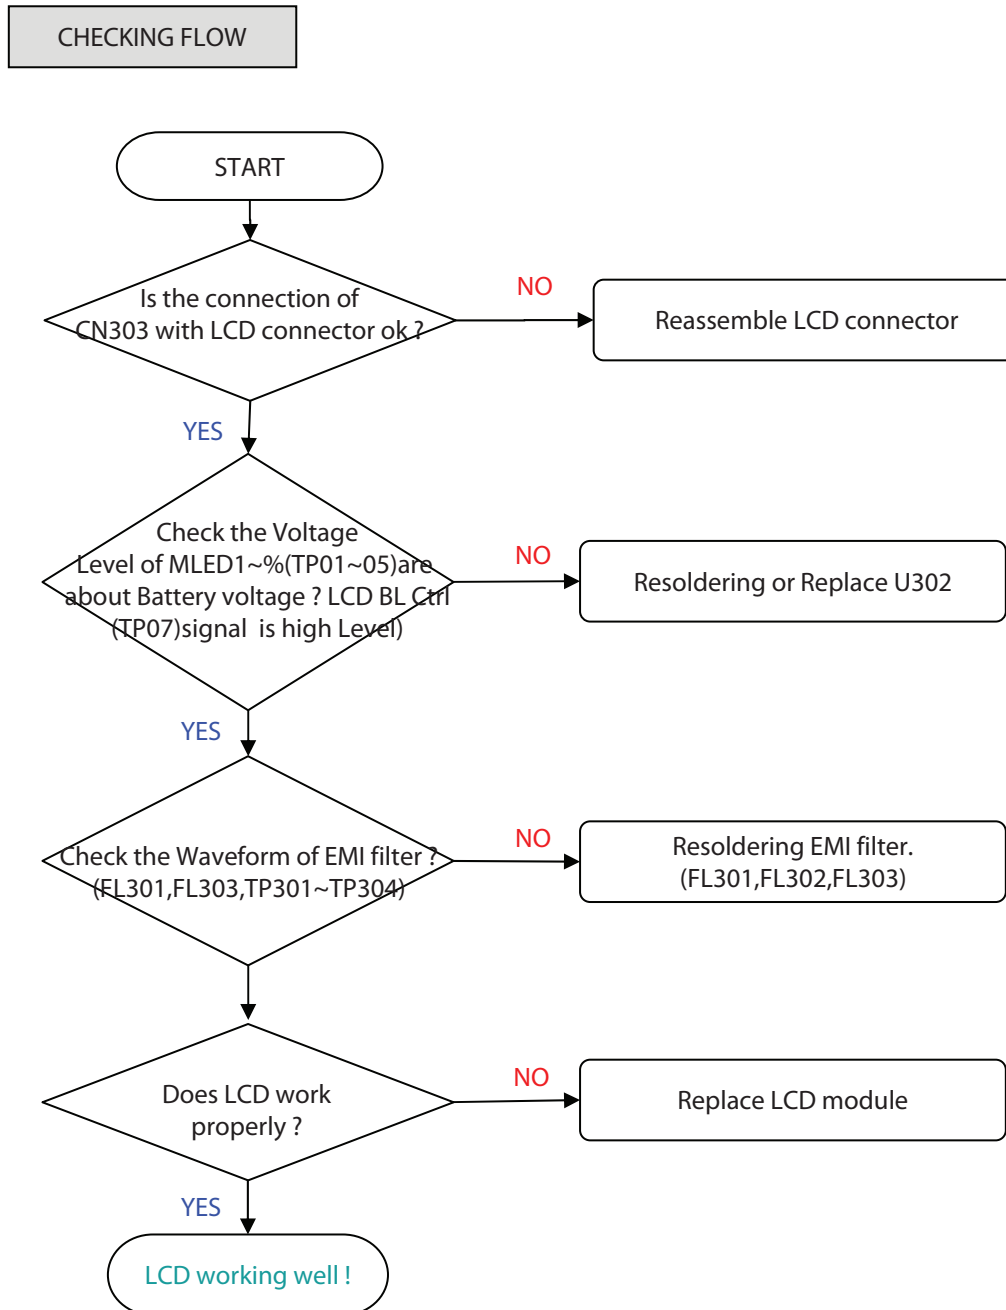 CHECKING FLOW
START
Is the connection of
CN303 with LCD connector ok ?
NO
Reassemble LCD connector
YES
Check the Voltage
Level of MLED1~%(TP01~05)are
about Battery voltage ? LCD BL Ctrl
(TP07)signal  is high Level)
NO
Resoldering or Replace U302
YES
Check the Waveform of EMI filter ?
(FL301,FL303,TP301~TP304)
NO
Resoldering EMI filter.
(FL301,FL302,FL303)
Does LCD work
properly ?
NO
Replace LCD module
YES
LCD working well !